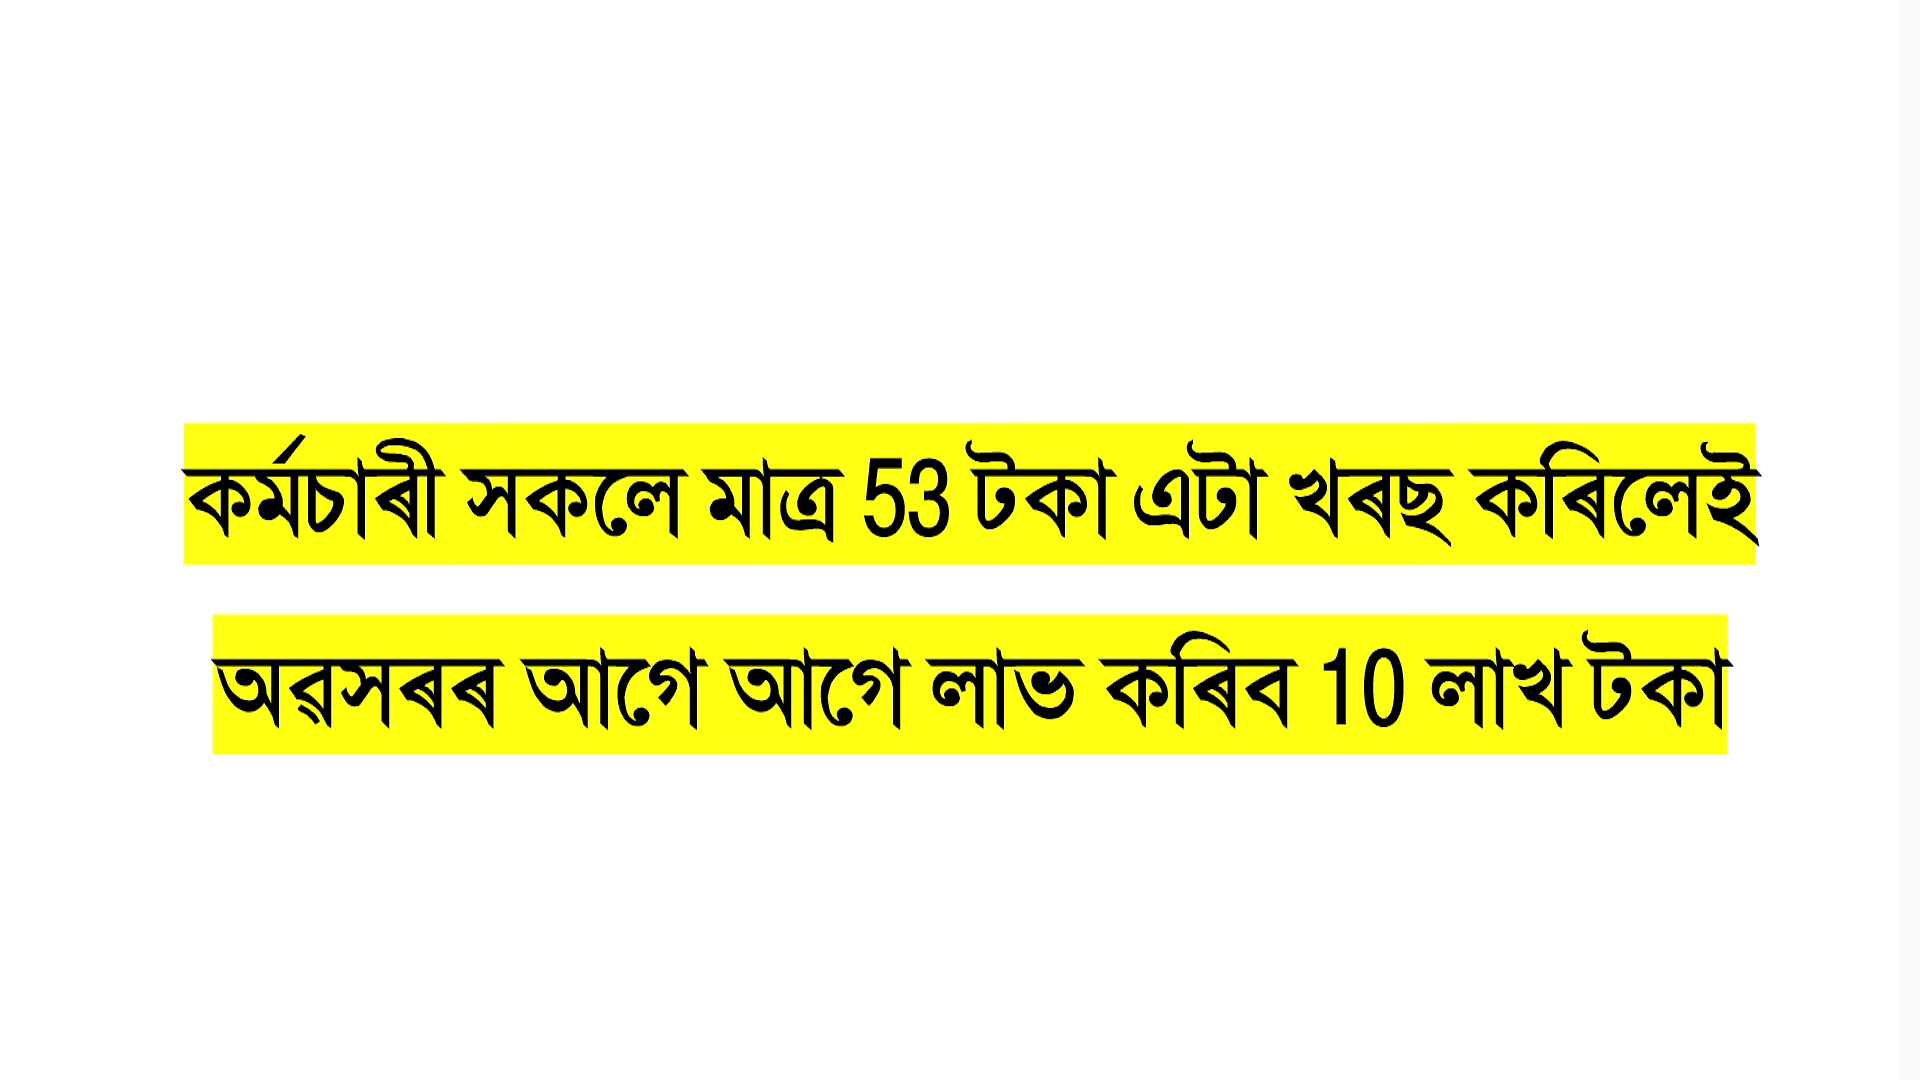 কৰ্মচাৰী সকলে মাত্ৰ 53 টকা এটা খৰছ কৰিলেই
অৱসৰৰ আগে আগে লাভ কৰিব 10 লাখ টকা